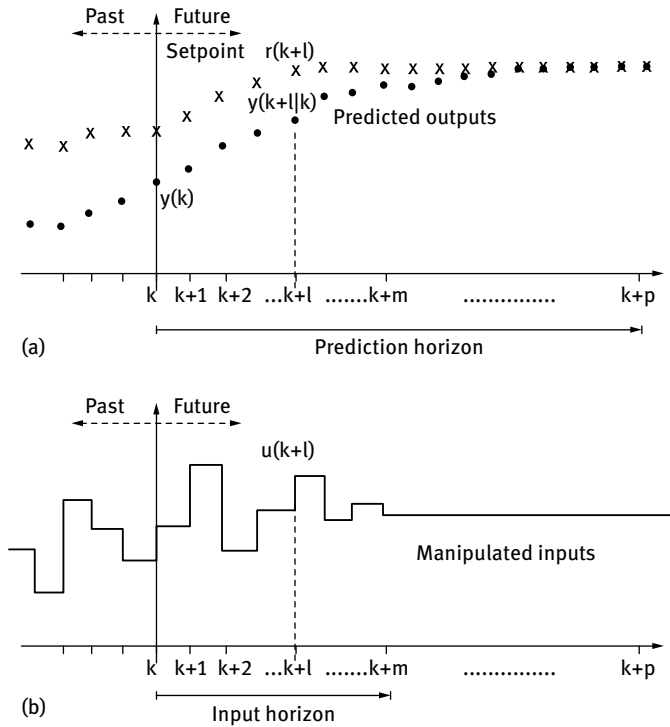 Past Future
Setpoint r(k+l)
y(k+l|k)
Predicted outputs
y(k)
k k+1 k+2 ...k+l .......k+m ............... k+p
(a) Prediction horizon
Past Future
u(k+l)
Manipulated inputs
k k+1 k+2 ...k+l .......k+m ............... k+p
(b) Input horizon